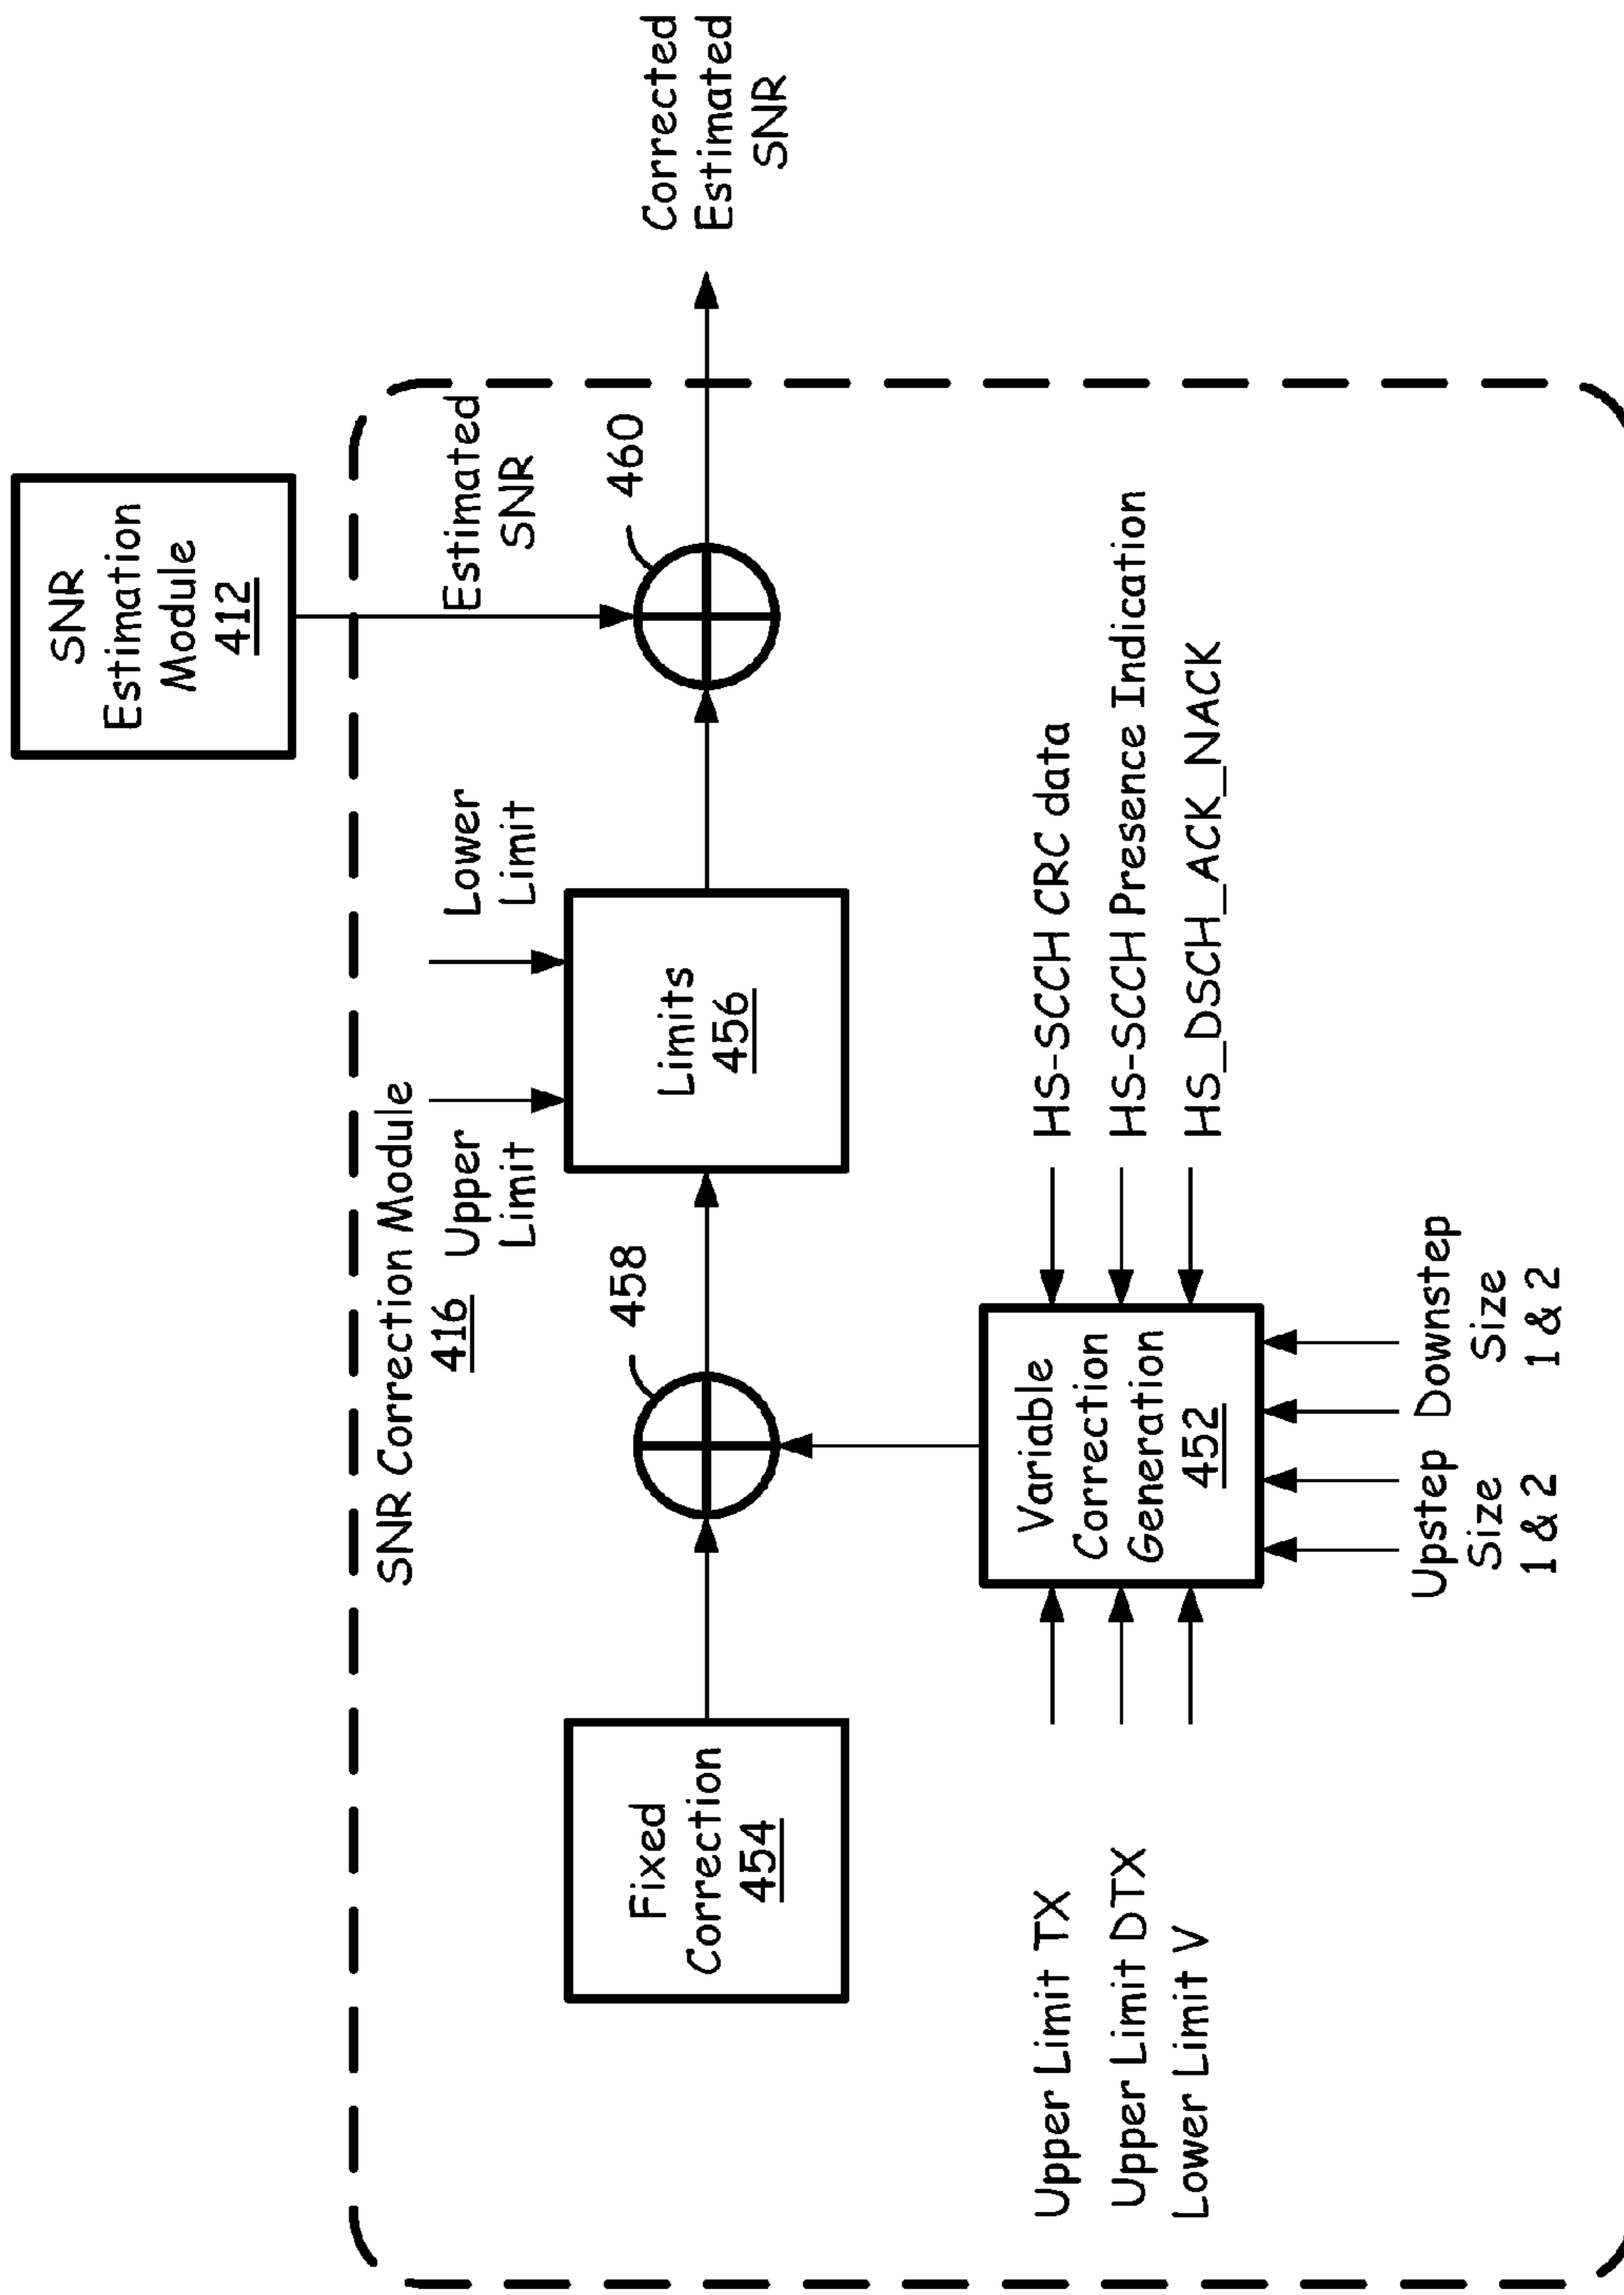 SNR
Estimation
Module
412
SNR Correction Module
416
Upper
Limit
Lower
Limit
Estimated
SNR
458
460
Fixed
Correction
454
Limits
456
Corrected
Estimated
SNR
Upper Limit TX
Upper Limit DTX
Lower Limit V
Variable
Correction
Generation
452
HS-SCCH CRC data
HS-SCCH Presence Indication
HS_DSCH_ACK_NACK
Upstep
Size
1 & 2
Downstep
Size
1 & 2